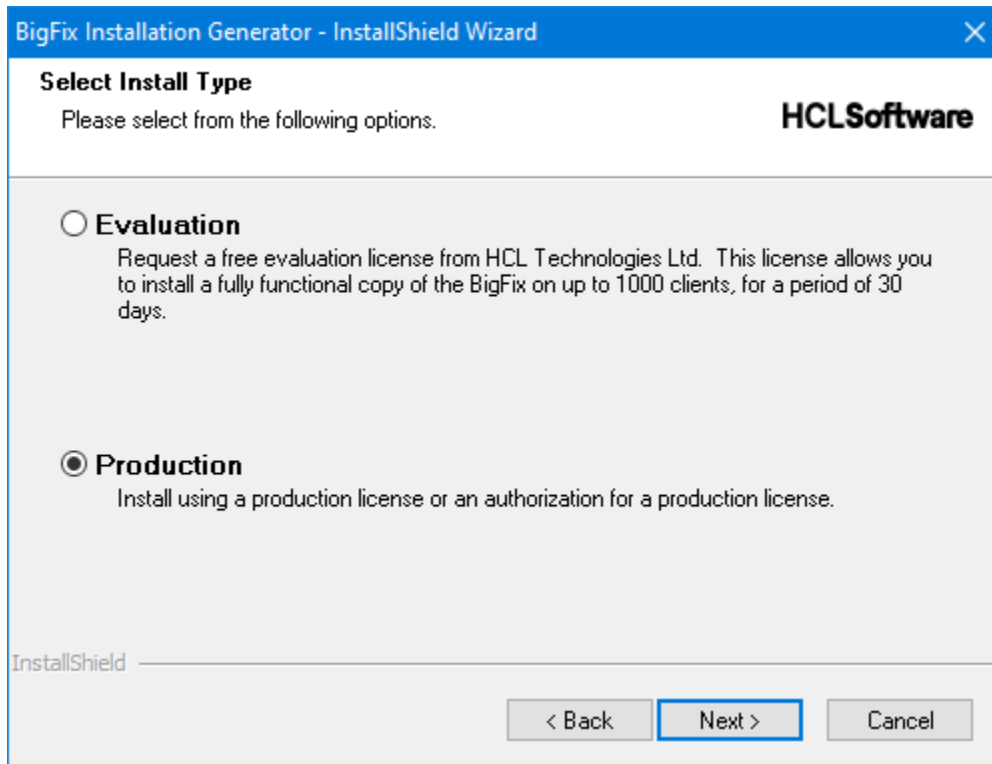 BigFix Installation Generator - InstallShield Wizard
Select Install Type
Please select from the following options.
HCLSoftware
Evaluation
Request a free evaluation license from HCL Technologies Ltd.  This license allows you
to install a fully functional copy of the BigFix on up to 1000 clients, for a period of 30
days.
Production
Install using a production license or an authorization for a production license.
InstallShield
< Back
Next >
Cancel